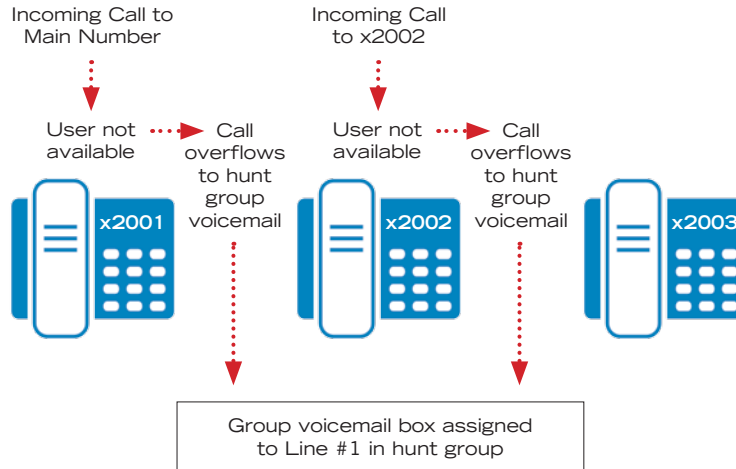 Incoming Call to
Main Number
Incoming Call
to x2002
User not
available
Call
overflows
to hunt
group
voicemail
User not
available
Call
overflows
to hunt
group
voicemail
x2001
x2002
x2003
Group voicemail box assigned
to Line #1 in hunt group